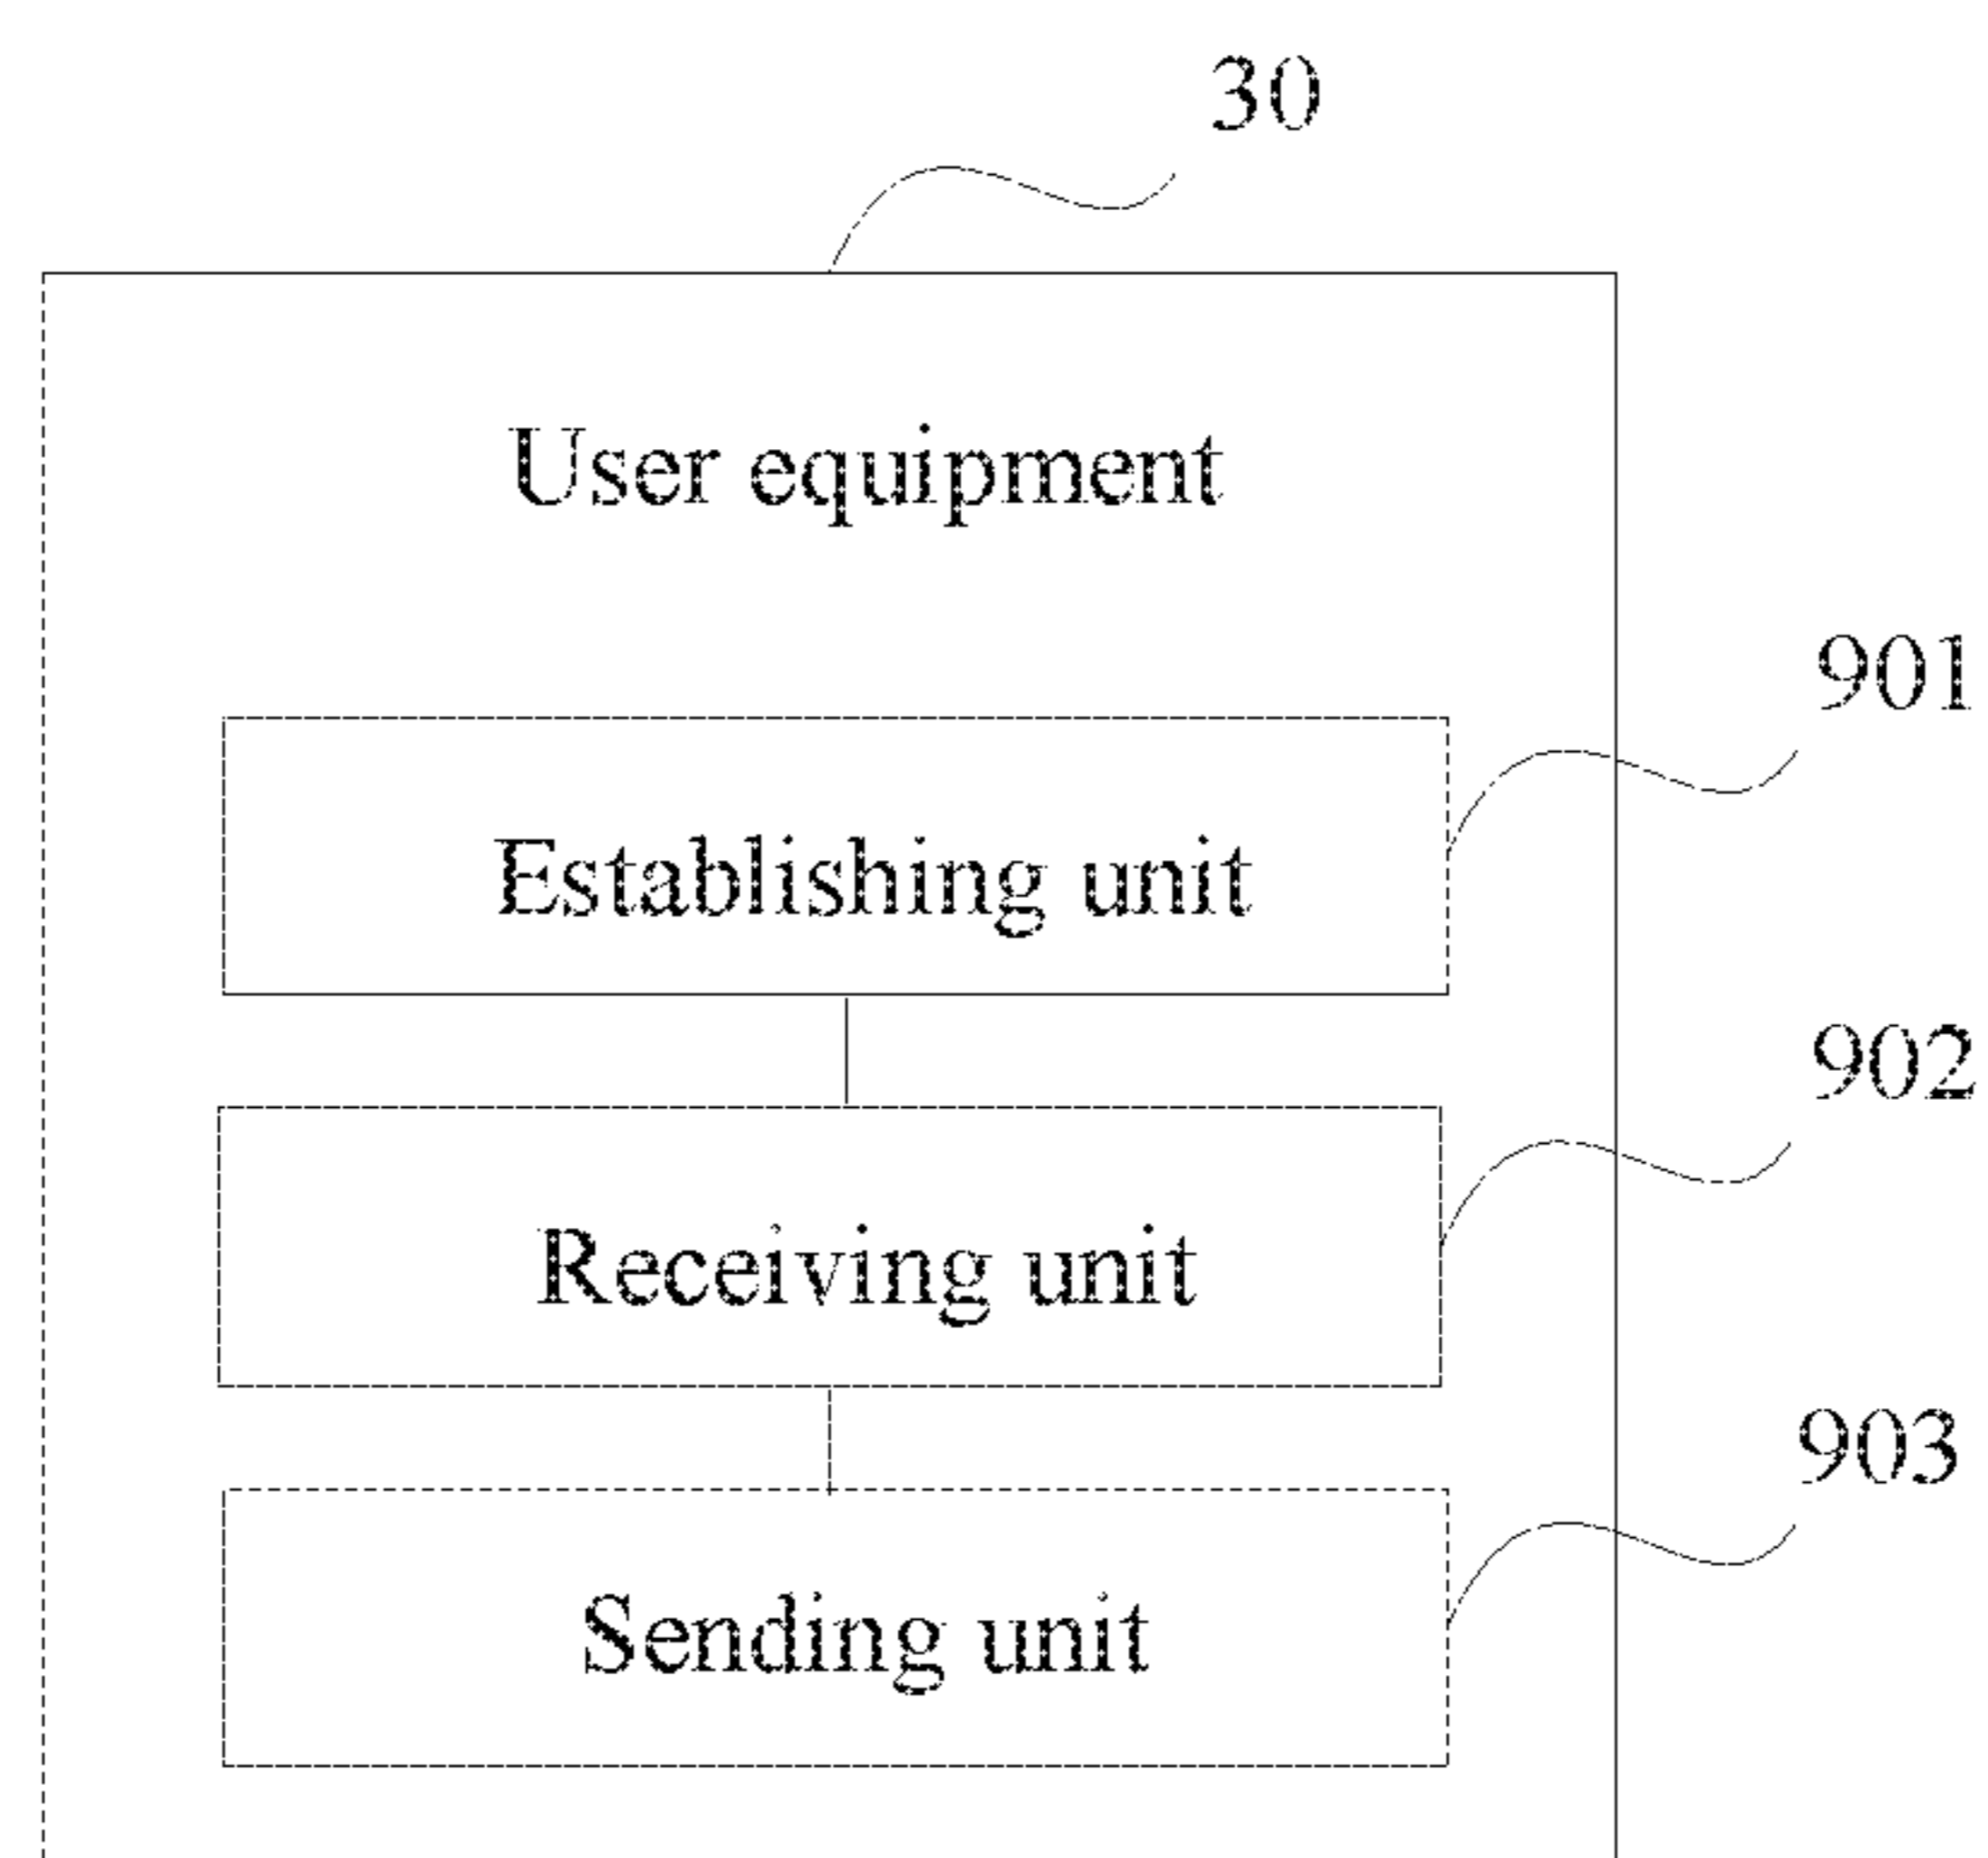 30
User equipment
901
Establishing unit
902
Receiving unit
903
Sending unit